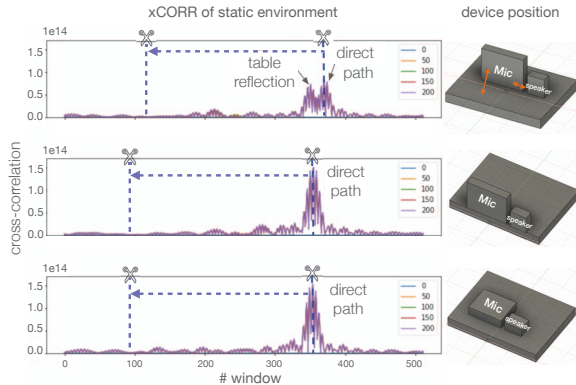 xCORR of static environment
device position
1e14
1.5
1.0
0.5
0.0
table
reflection
direct
path
0
50
100
150
200
Mic
speaker
1e14
1.5
1.0
0.5
0.0
direct
path
0
50
100
150
200
Mic
speaker
cross-correlation
1e14
1.5
1.0
0.5
0.0
direct
path
0
50
100
150
200
Mic
speaker
0 100 200 300 400 500
# window